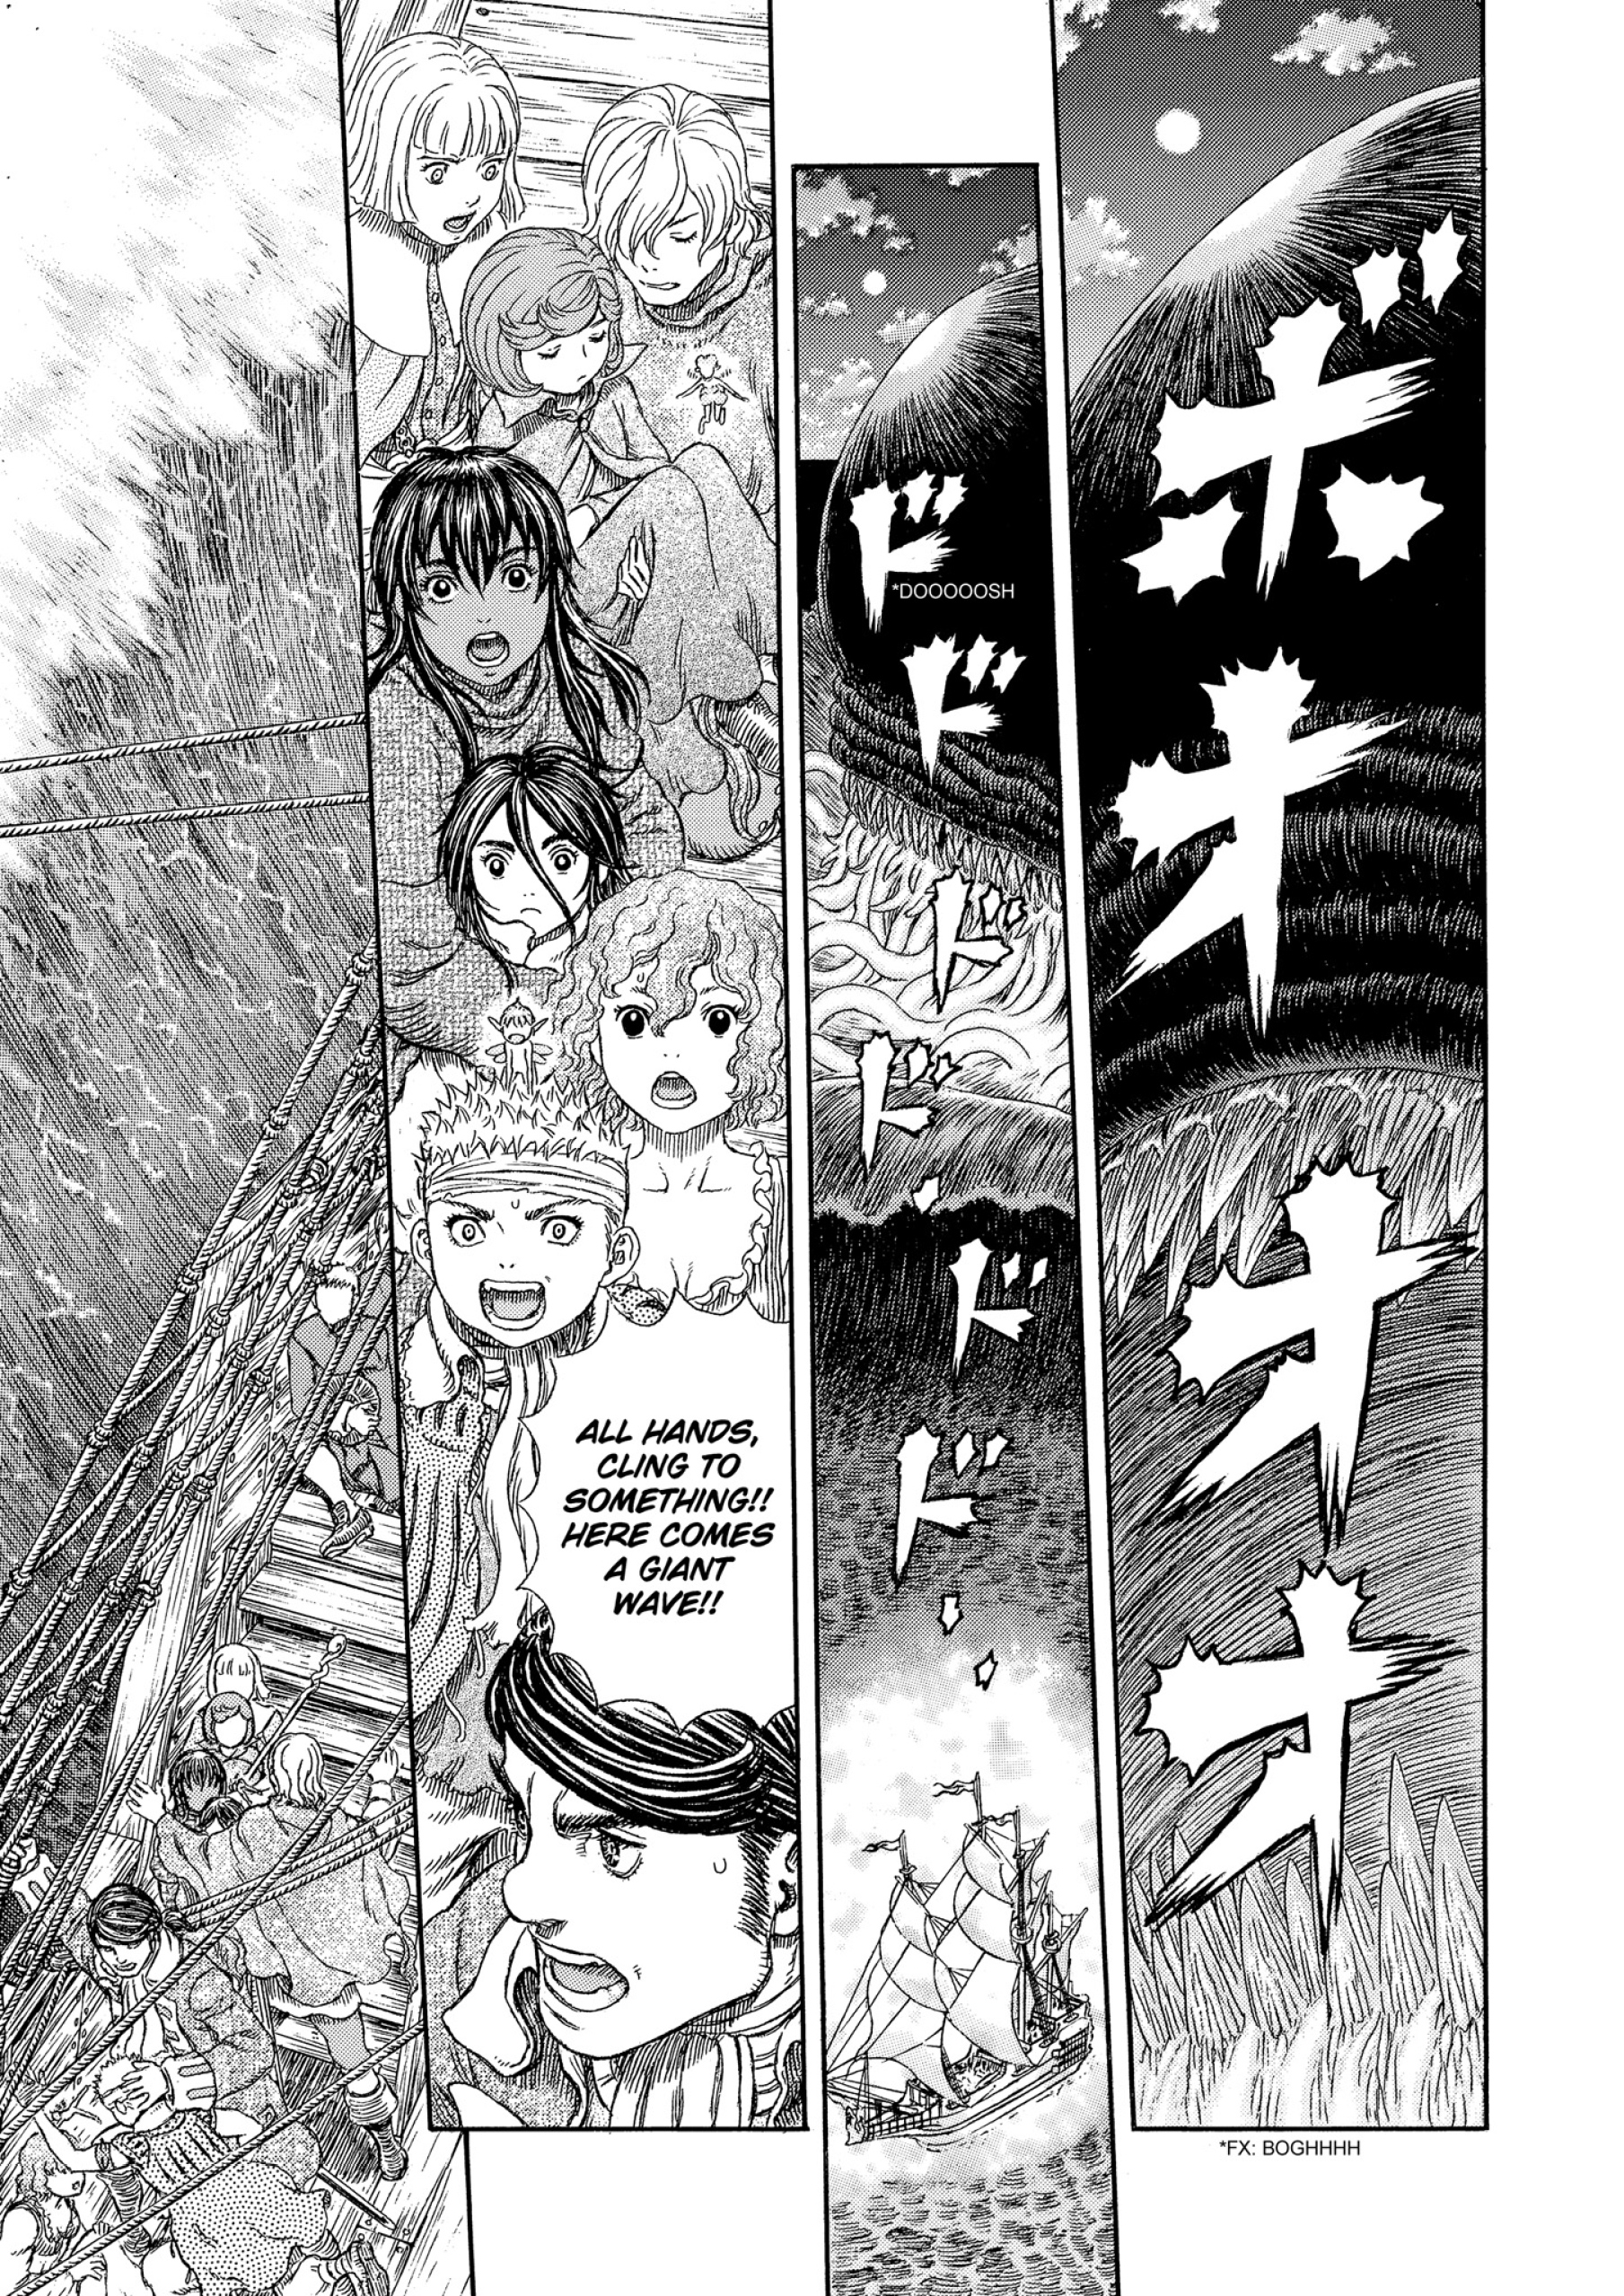 ボオオオオ
*FX: BOGHHHH
ドドドドドド
*DOOOOOSH
ALL HANDS,
CLING TO
SOMETHING!!
HERE COMES
A GIANT
WAVE!!